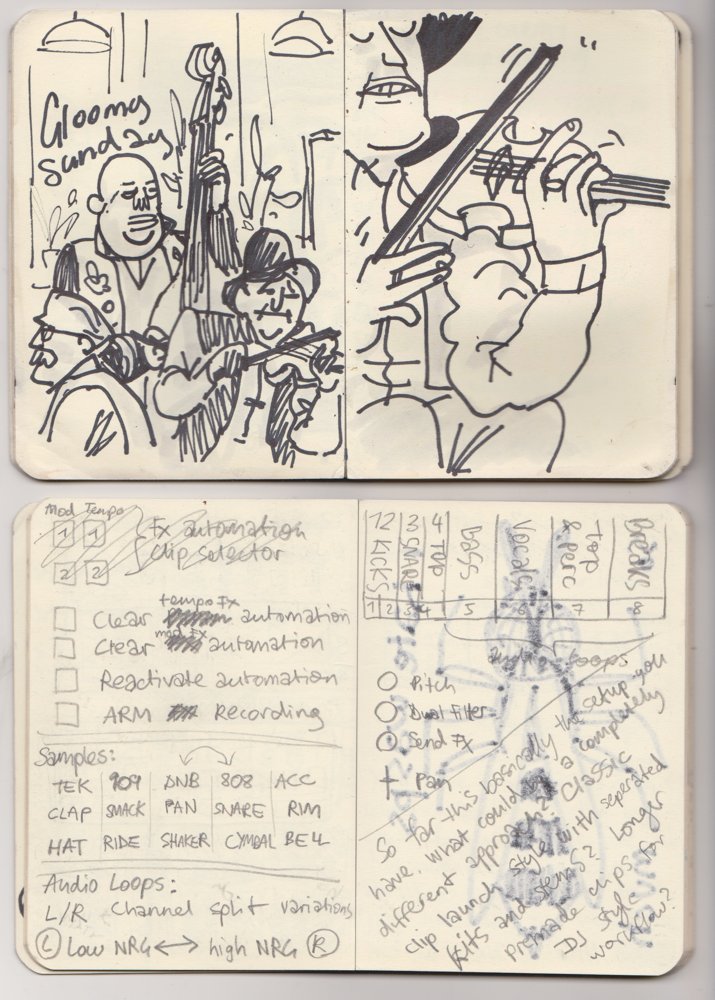 Gloomy
Sunday
Mod Tempo
1 1
Fx automation
Clip selector
2 2
tempo Fx
Clear automation
mod Fx
Clear automation
Reactivate automation
ARM Recording
Samples:
TEK 909 DNB 808 ACC
CLAP SMACK PAN SNARE RIM
HAT RIDE SHAKER CYMBAL BELL
Audio Loops:
L/R Channel split variations
L Low NRG ↔ high NRG R
12 KICKS
3 SNARE
4 TOP
Bass
Vocals
top & perc
Breaks
1 2 3 4 5 6 7 8
audio loops
Pitch
Dual Filter
Send Fx
Pan
So far this basically the setup you
have. What could be a completely
different approach? Classic
clip launch style with seperated
kits and stems? Longer
premade clips for
DJ style
workflow?